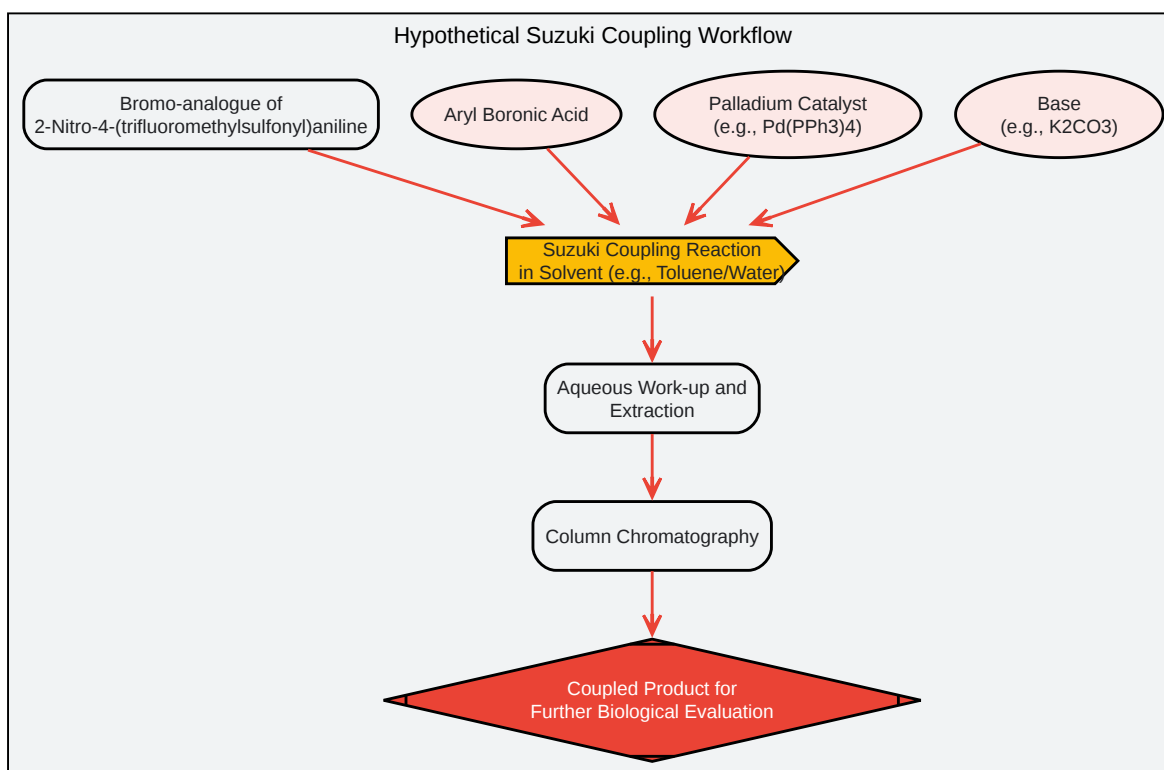 Hypothetical Suzuki Coupling Workflow
Bromo-analogue of
2-Nitro-4-(trifluoromethylsulfonyl)aniline
Aryl Boronic Acid
Palladium Catalyst
(e.g., Pd(PPh3)4)
Base
(e.g., K2CO3)
Suzuki Coupling Reaction
in Solvent (e.g., Toluene/Water)
Aqueous Work-up and
Extraction
Column Chromatography
Coupled Product for
Further Biological Evaluation